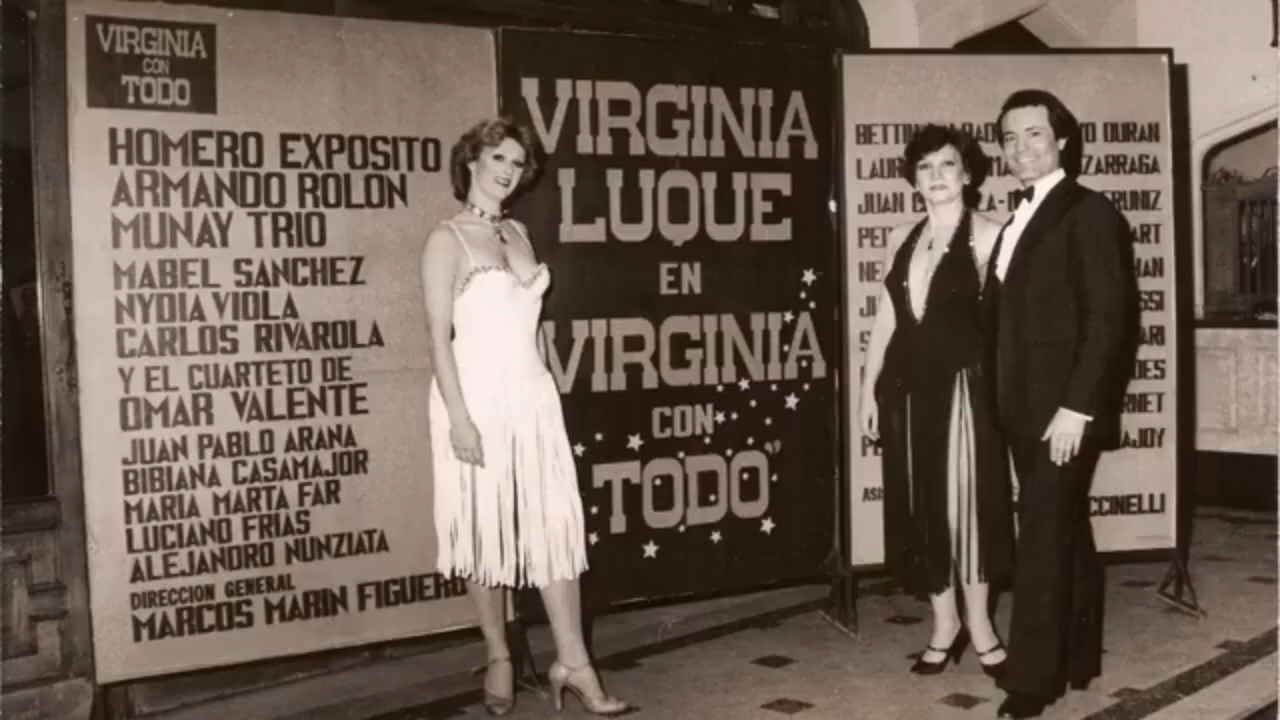 VIRGINIA
CON
TODO
HOMERO EXPOSITO
ARMANDO ROLON
MUNAY TRIO
MABEL SANCHEZ
NYDIA VIOLA
CARLOS RIVAROLA
Y EL CUARTETO DE
OMAR VALENTE
JUAN PABLO ARANA
BIBIANA CASAMAJOR
MARIA MARTA FAR
LUCIANO FRIAS
ALEJANDRO NUNZIATA
DIRECCION GENERAL
MARCOS MARIN FIGUERO
VIRGINIA
LUQUE
EN
VIRGINIA
CON
TODO"
DURAN
JUAN